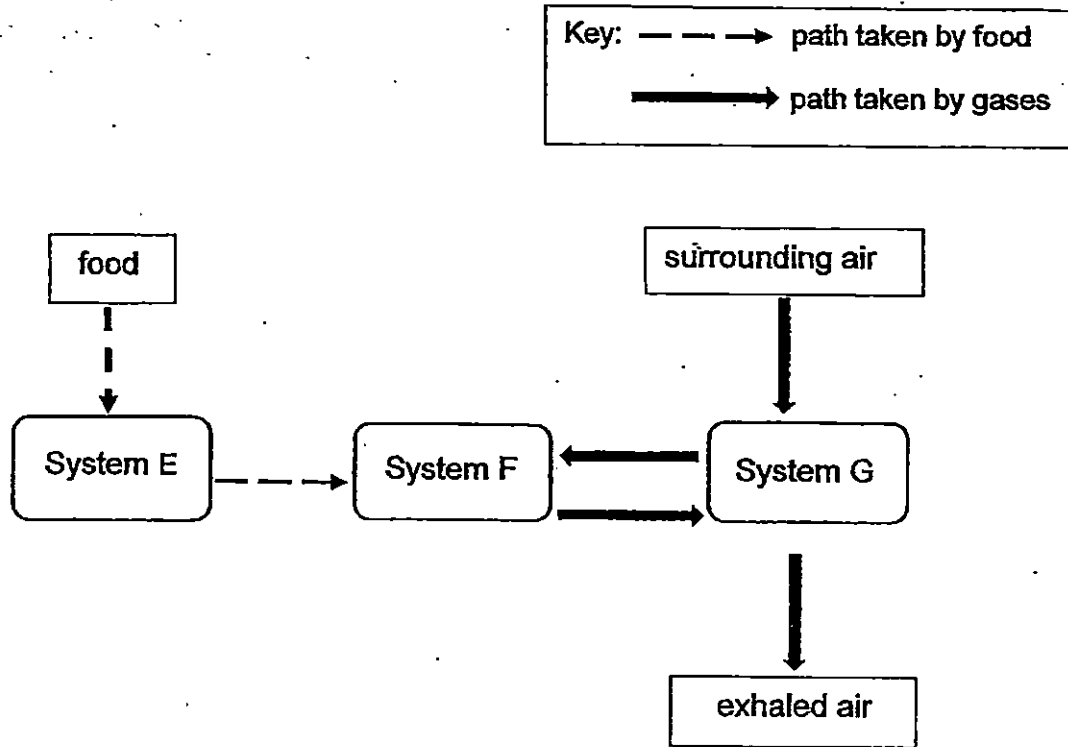 Key: path taken by food
path taken by gases
food
surrounding air
System E
System F
System G
exhaled air